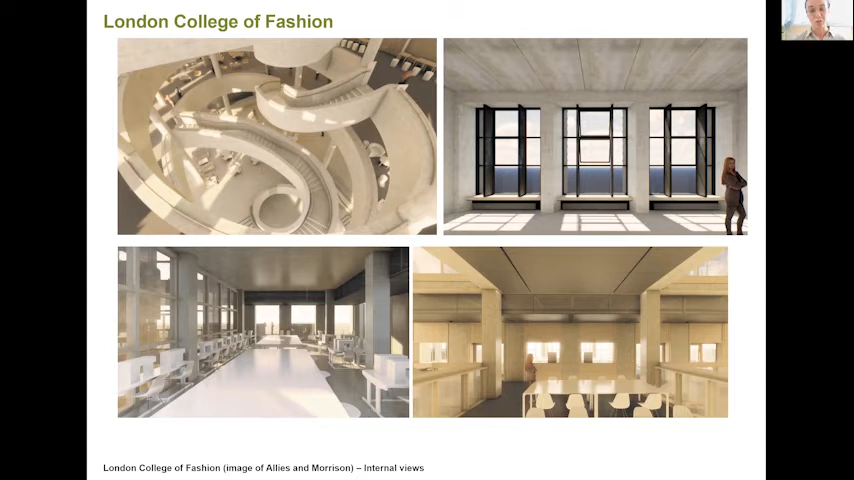 London College of Fashion
London College of Fashion (image of Allies and Morrison) – Internal views